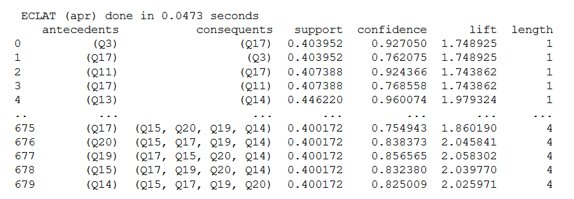 ECLAT (apr) done in 0.0473 seconds
antecedents consequents support confidence lift length
0 (Q3) (Q17) 0.403952 0.927050 1.748925 1
1 (Q17) (Q3) 0.403952 0.762075 1.748925 1
2 (Q11) (Q17) 0.407388 0.924366 1.743862 1
3 (Q17) (Q11) 0.407388 0.768558 1.743862 1
4 (Q13) (Q14) 0.446220 0.960074 1.979324 1
.. ... ... ... ... ... ...
675 (Q17) (Q15, Q20, Q19, Q14) 0.400172 0.754943 1.860190 4
676 (Q20) (Q15, Q17, Q19, Q14) 0.400172 0.838373 2.045841 4
677 (Q19) (Q15, Q17, Q20, Q14) 0.400172 0.856565 2.058302 4
678 (Q15) (Q17, Q19, Q20, Q14) 0.400172 0.832380 2.039770 4
679 (Q14) (Q15, Q17, Q19, Q20) 0.400172 0.825009 2.025971 4